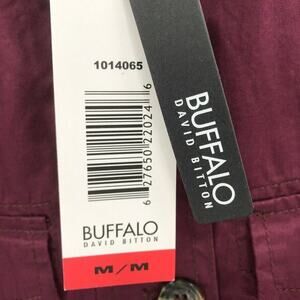 1014065
6 27650 22024 6
BUFFALO
DAVID BITTON
M/M
BUFFALO
DAVID BITTON